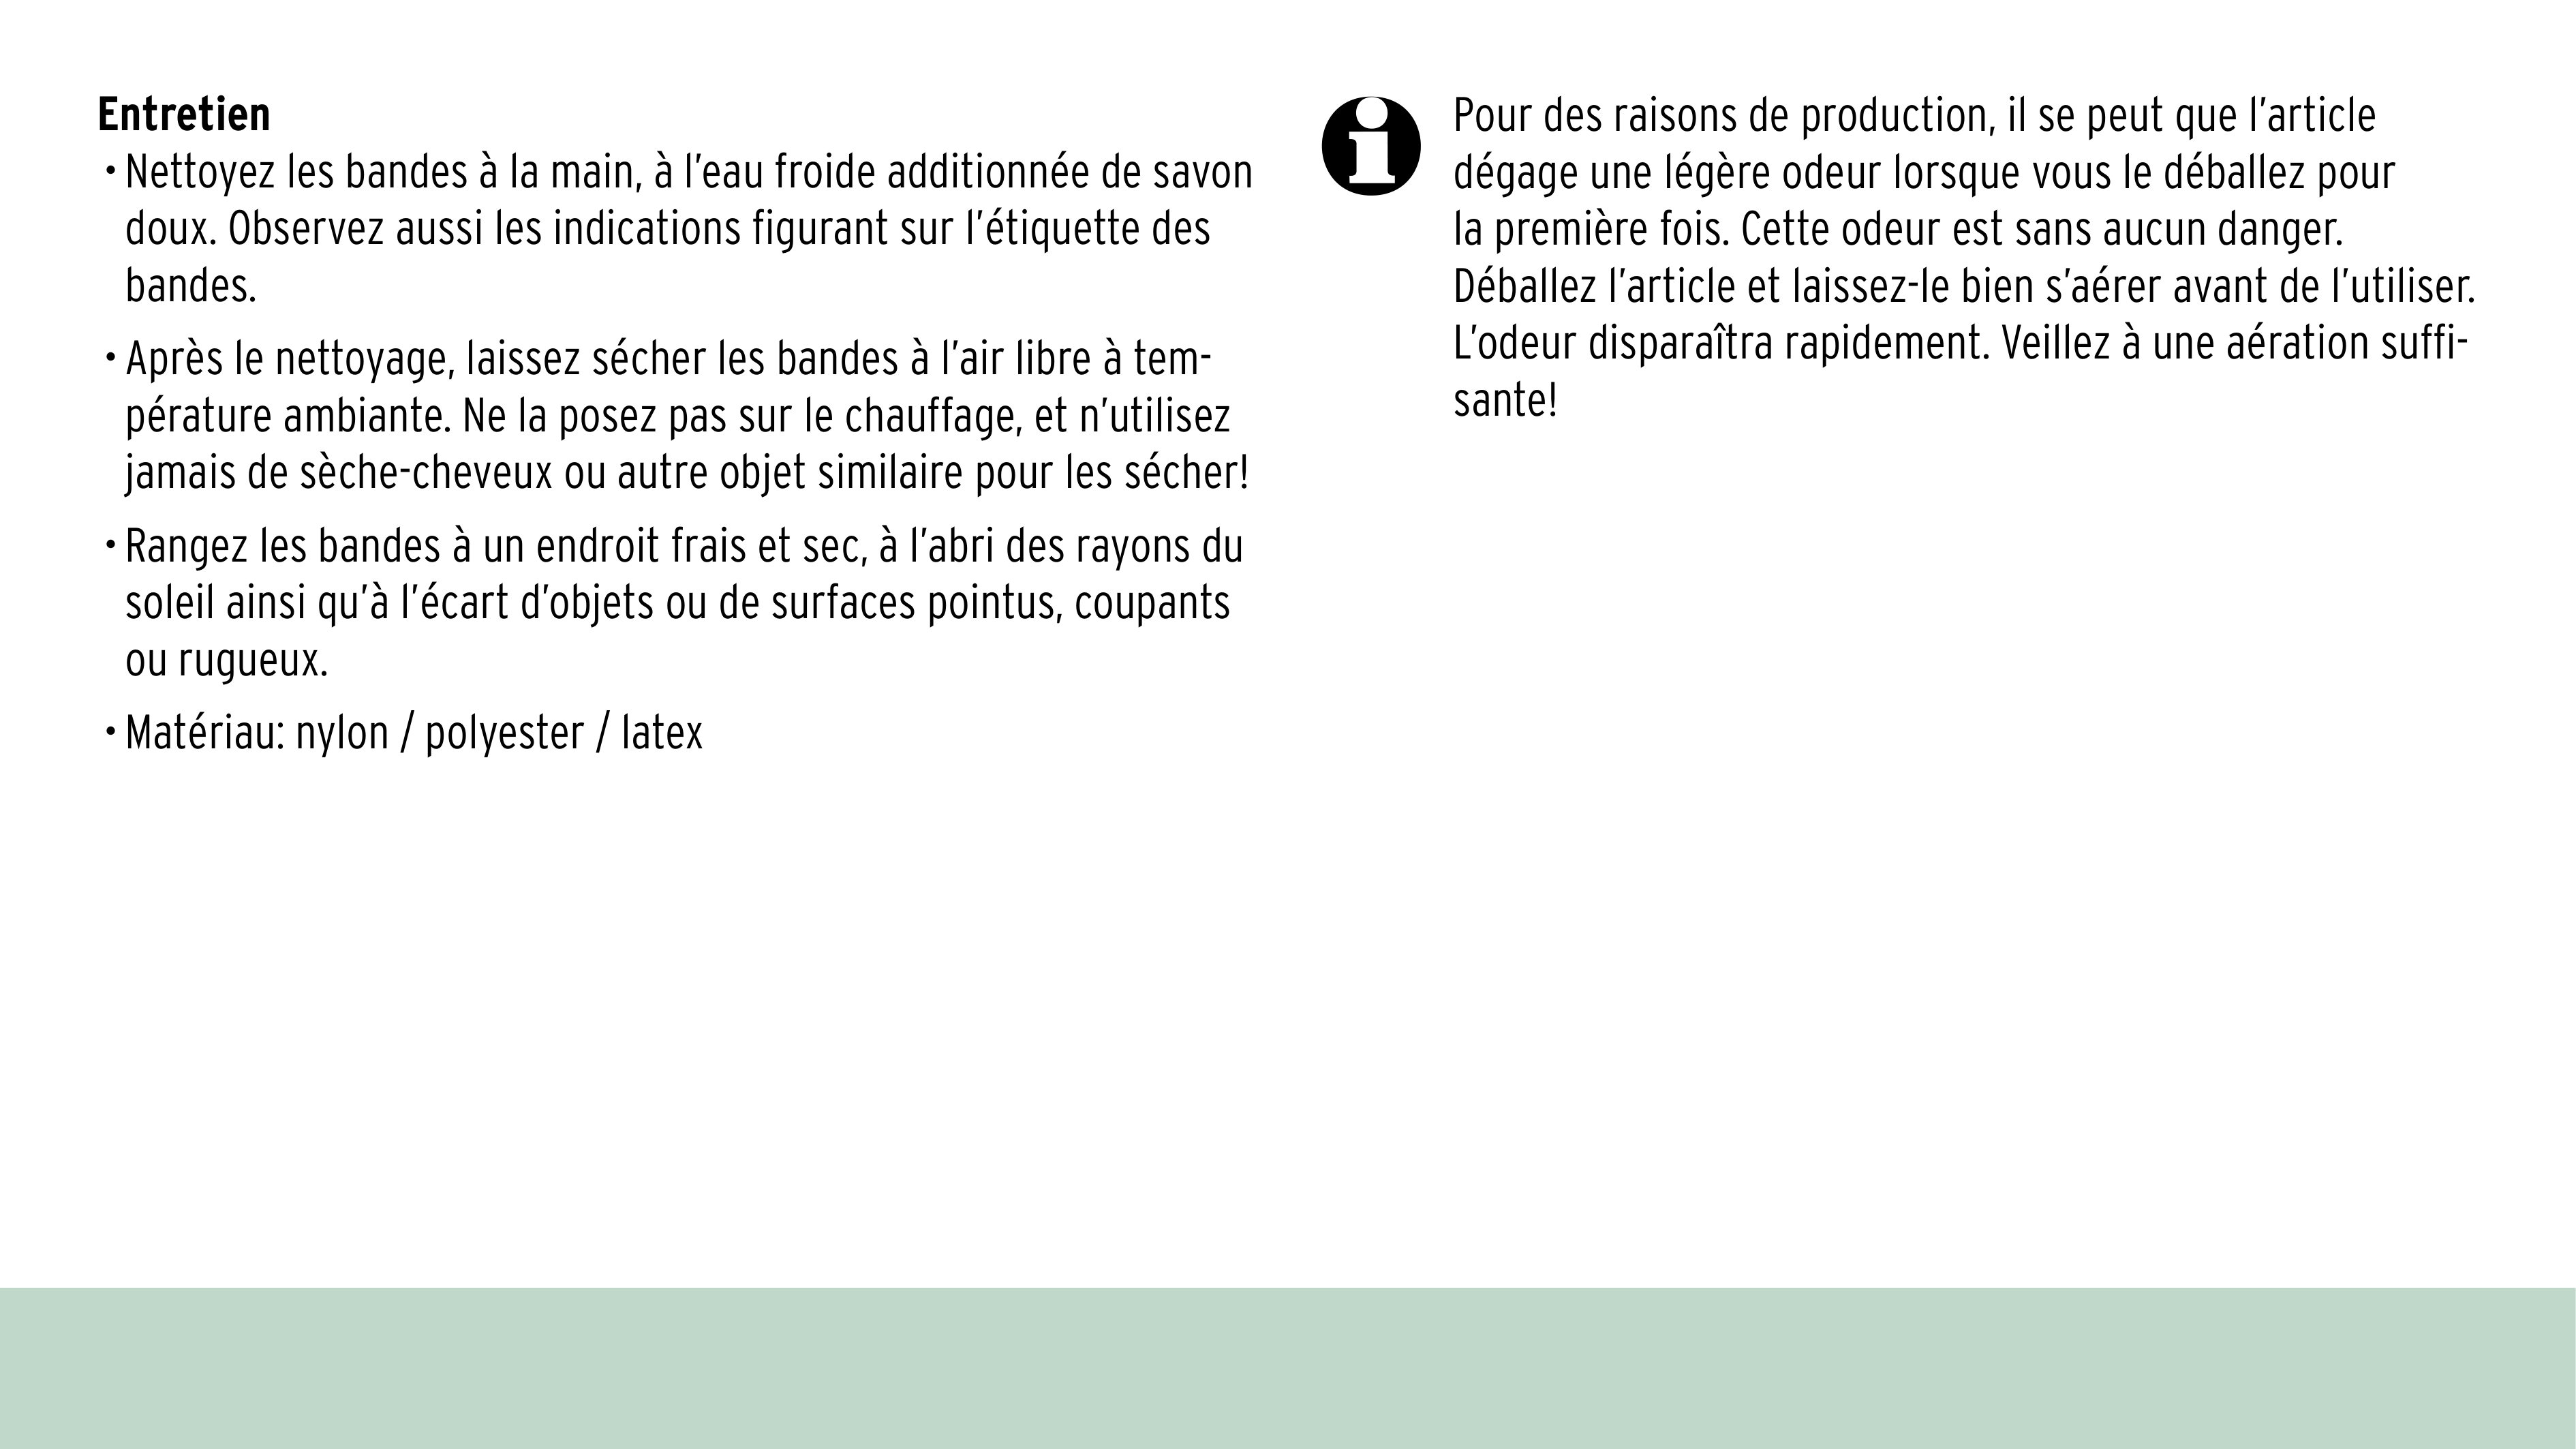 Entretien
• Nettoyez les bandes à la main, à l’eau froide additionnée de savon
doux. Observez aussi les indications figurant sur l’étiquette des
bandes.
• Après le nettoyage, laissez sécher les bandes à l’air libre à tem-
pérature ambiante. Ne la posez pas sur le chauffage, et n’utilisez
jamais de sèche-cheveux ou autre objet similaire pour les sécher!
• Rangez les bandes à un endroit frais et sec, à l’abri des rayons du
soleil ainsi qu’à l’écart d’objets ou de surfaces pointus, coupants
ou rugueux.
• Matériau: nylon / polyester / latex
i
Pour des raisons de production, il se peut que l’article
dégage une légère odeur lorsque vous le déballez pour
la première fois. Cette odeur est sans aucun danger.
Déballez l’article et laissez-le bien s’aérer avant de l’utiliser.
L’odeur disparaîtra rapidement. Veillez à une aération suffi-
sante!